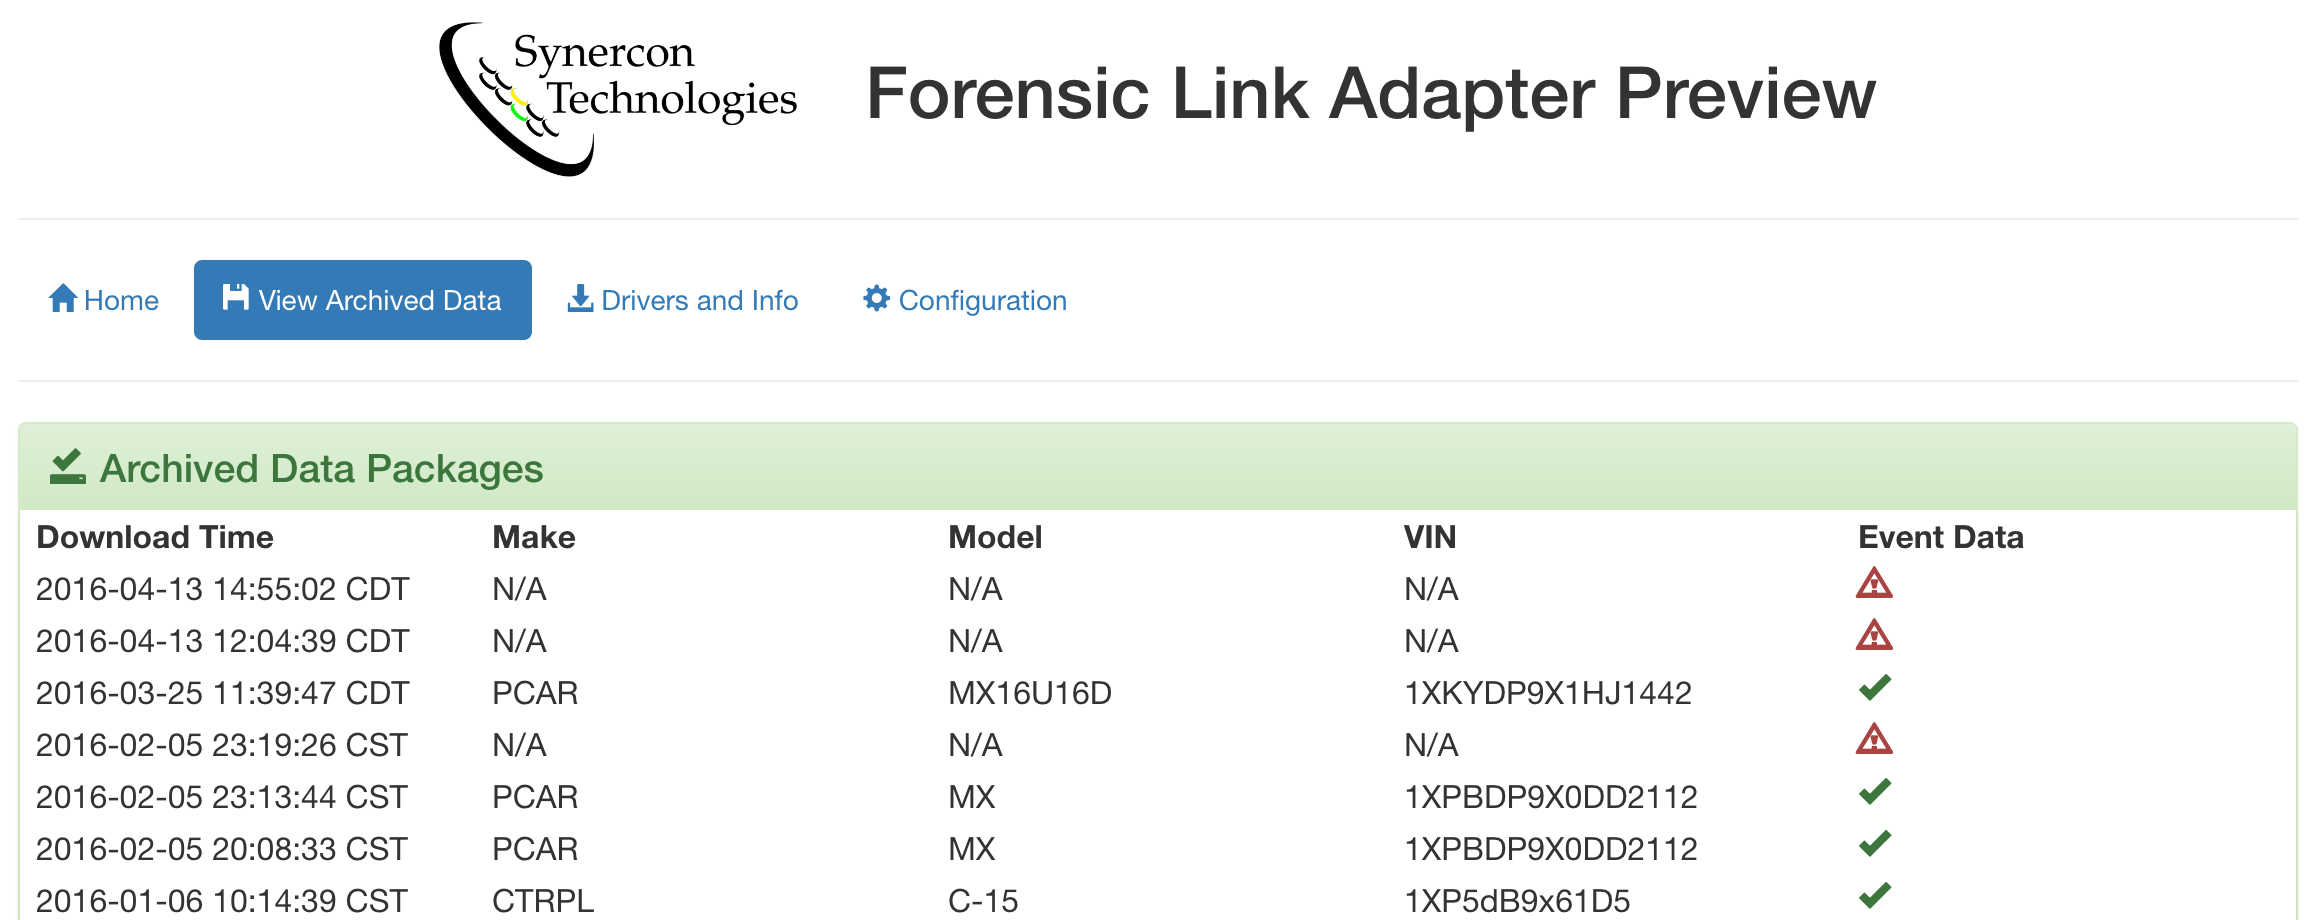 Synercon
Technologies
Forensic Link Adapter Preview
Home View Archived Data Drivers and Info Configuration
Archived Data Packages
Download Time Make Model VIN Event Data
2016-04-13 14:55:02 CDT N/A N/A N/A
2016-04-13 12:04:39 CDT N/A N/A N/A
2016-03-25 11:39:47 CDT PCAR MX16U16D 1XKYDP9X1HJ1442
2016-02-05 23:19:26 CST N/A N/A N/A
2016-02-05 23:13:44 CST PCAR MX 1XPBDP9X0DD2112
2016-02-05 20:08:33 CST PCAR MX 1XPBDP9X0DD2112
2016-01-06 10:14:39 CST CTRPL C-15 1XP5dB9x61D5